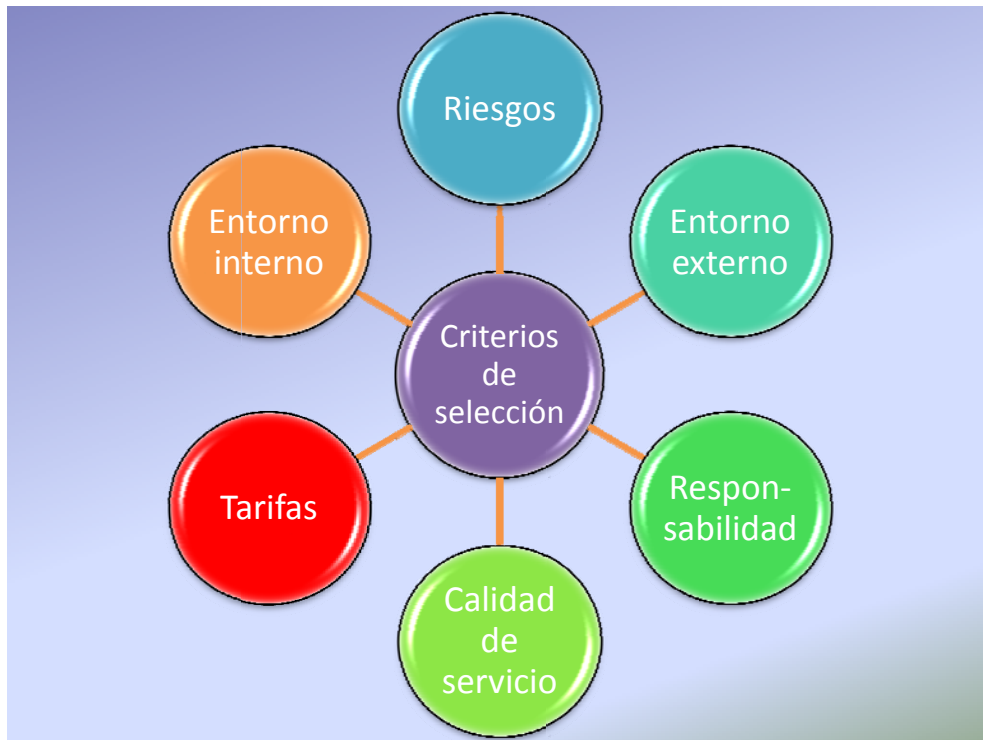 Riesgos
Entorno
externo
Respon-
sabilidad
Calidad
de
servicio
Tarifas
Entorno
interno
Criterios
de
selección